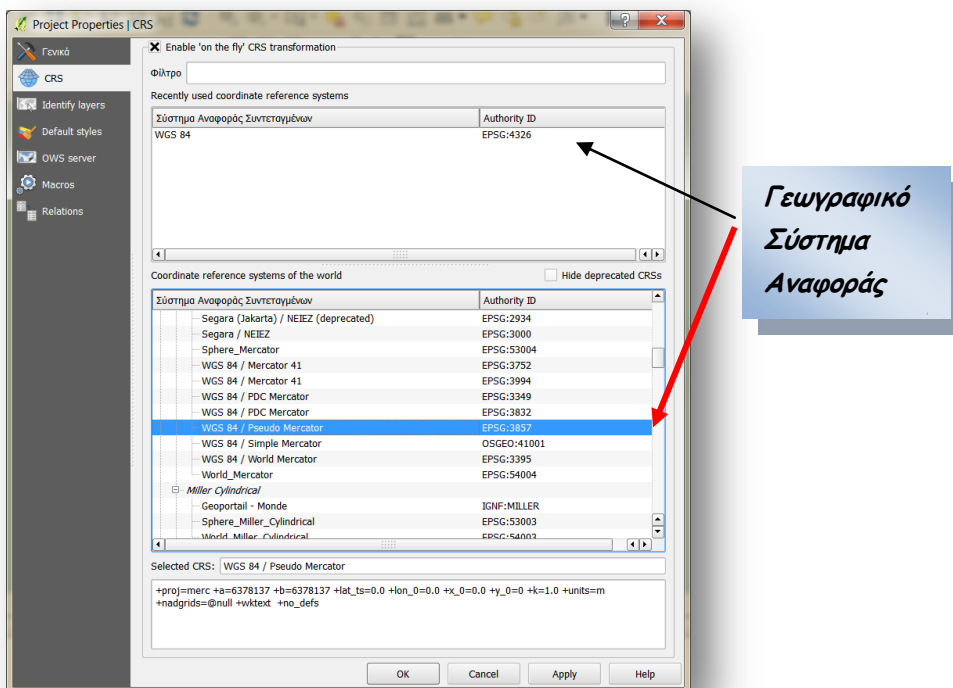 Project Properties | CRS
Γενικά
CRS
Identify layers
Default styles
OWS server
Macros
Relations
Enable 'on the fly' CRS transformation
Φίλτρο
Recently used coordinate reference systems
Σύστημα Αναφοράς Συντεταγμένων Authority ID
WGS 84 EPSG:4326
Coordinate reference systems of the world Hide deprecated CRSs
Σύστημα Αναφοράς Συντεταγμένων Authority ID
Segara (Jakarta) / NEIEZ (deprecated) EPSG:2934
Segara / NEIEZ EPSG:3000
Sphere_Mercator EPSG:53004
WGS 84 / Mercator 41 EPSG:3752
WGS 84 / Mercator 41 EPSG:3994
WGS 84 / PDC Mercator EPSG:3349
WGS 84 / PDC Mercator EPSG:3832
WGS 84 / Pseudo Mercator EPSG:3857
WGS 84 / Simple Mercator OSGEO:41001
WGS 84 / World Mercator EPSG:3395
World_Mercator EPSG:54004
Miller Cylindrical
Geoportail - Monde IGNF:MILLER
Sphere_Miller_Cylindrical EPSG:53003
World_Miller_Cylindrical EPSG:54003
Selected CRS: WGS 84 / Pseudo Mercator
+proj=merc +a=6378137 +b=6378137 +lat_ts=0.0 +lon_0=0.0 +x_0=0.0 +y_0=0 +k=1.0 +units=m
+nadgrids=@null +wktext +no_defs
OK Cancel Apply Help
Γεωγραφικό
Σύστημα
Αναφοράς